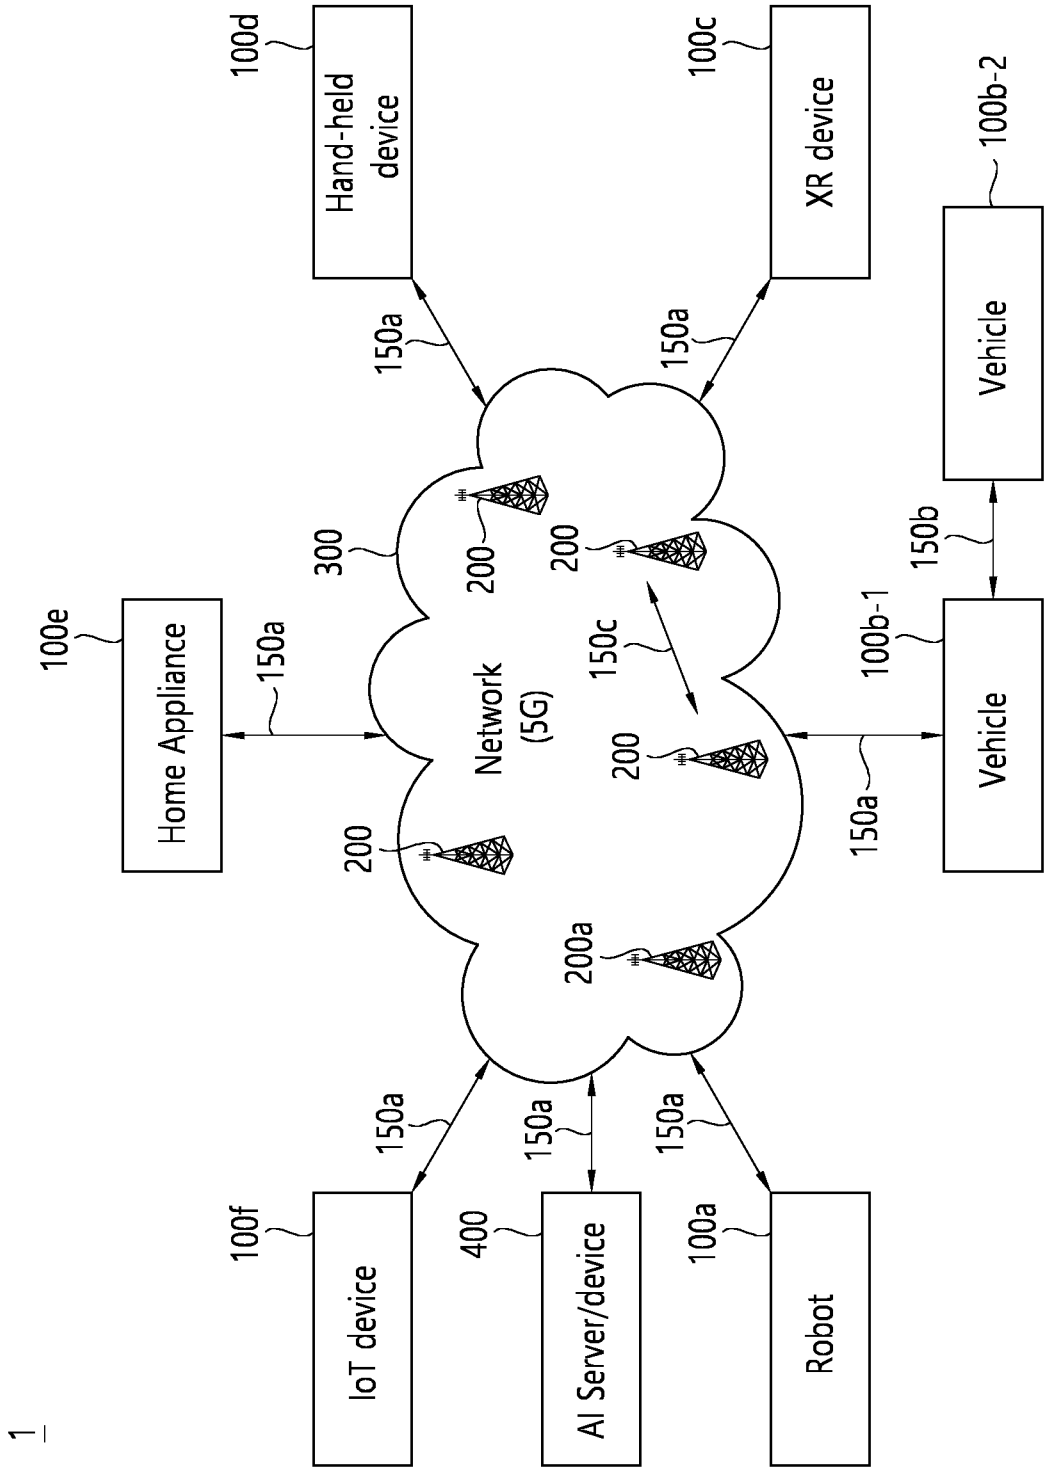 1
100e
Home Appliance
150a
100f
100d
300
IoT device
Hand-held
device
200
150a
150a
400
200
Network
(5G)
150a
AI Server/device
200a
200
150c
200
150a
150a
100a
100c
Robot
XR device
150a
100b-1
150b
100b-2
Vehicle
Vehicle